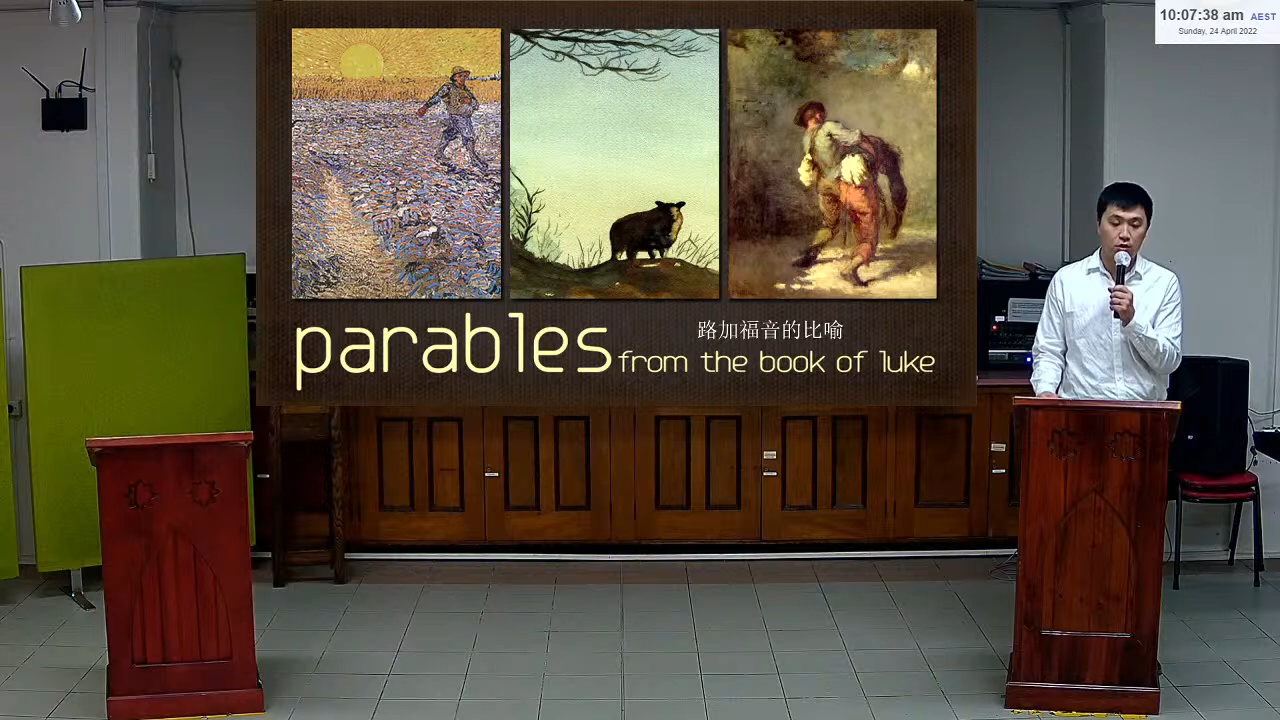 10:07:38 am AEST
Sunday, 24 April 2022
路加福音的比喻
parables from the book of luke